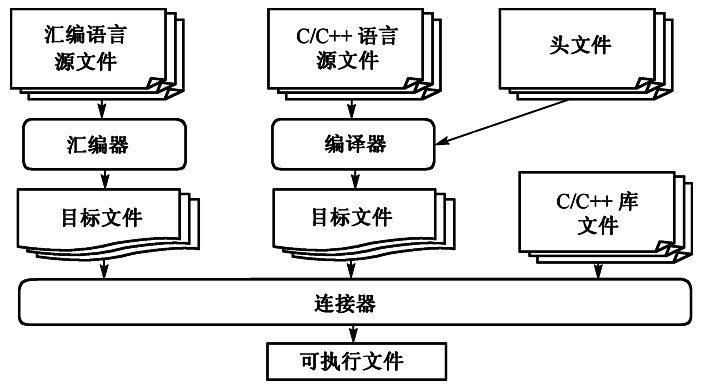 汇编语言
源文件
C/C++ 语言
源文件
头文件
汇编器
编译器
目标文件
目标文件
C/C++ 库
文件
连接器
可执行文件